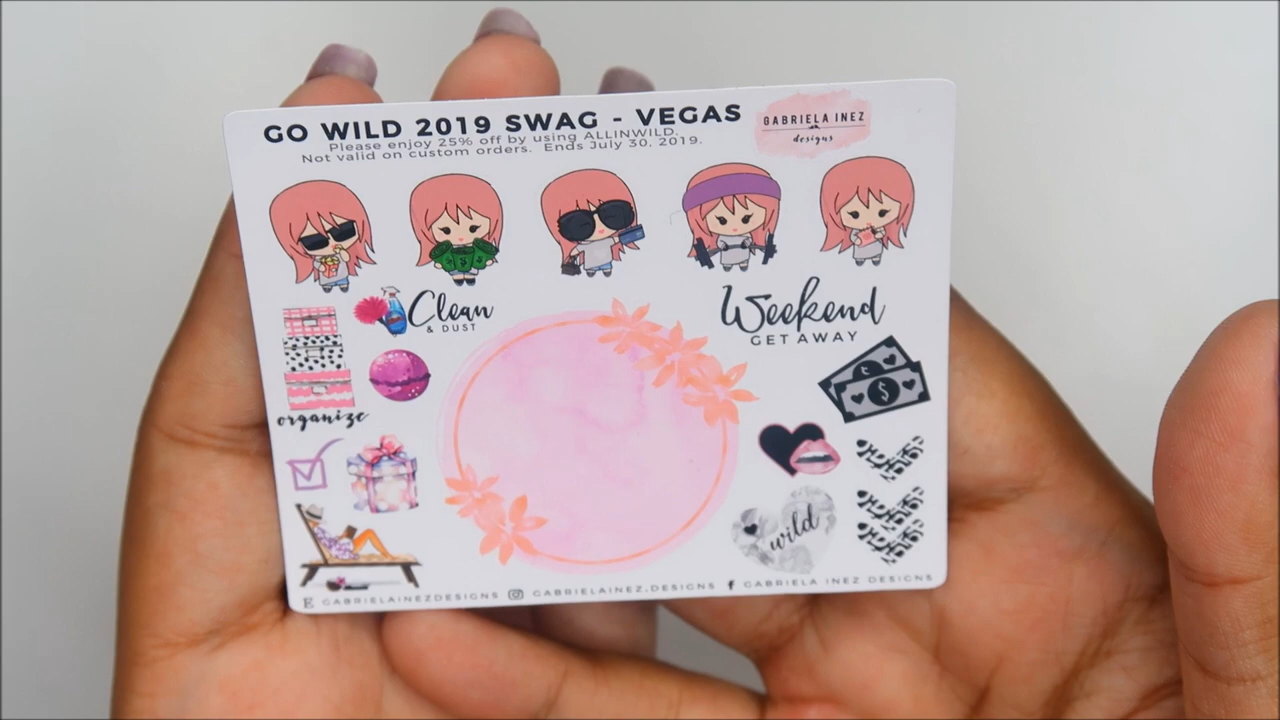 GO WILD 2019 SWAG - VEGAS
Please enjoy 25% off by using ALLINWILD.
Not valid on custom orders. Ends July 30, 2019.
GABRIELA INEZ
designs
Clean
& DUST
Weekend
GET AWAY
organize
wild
GABRIELAINEZDESIGNS GABRIELAINEZ.DESIGNS GABRIELA INEZ DESIGNS